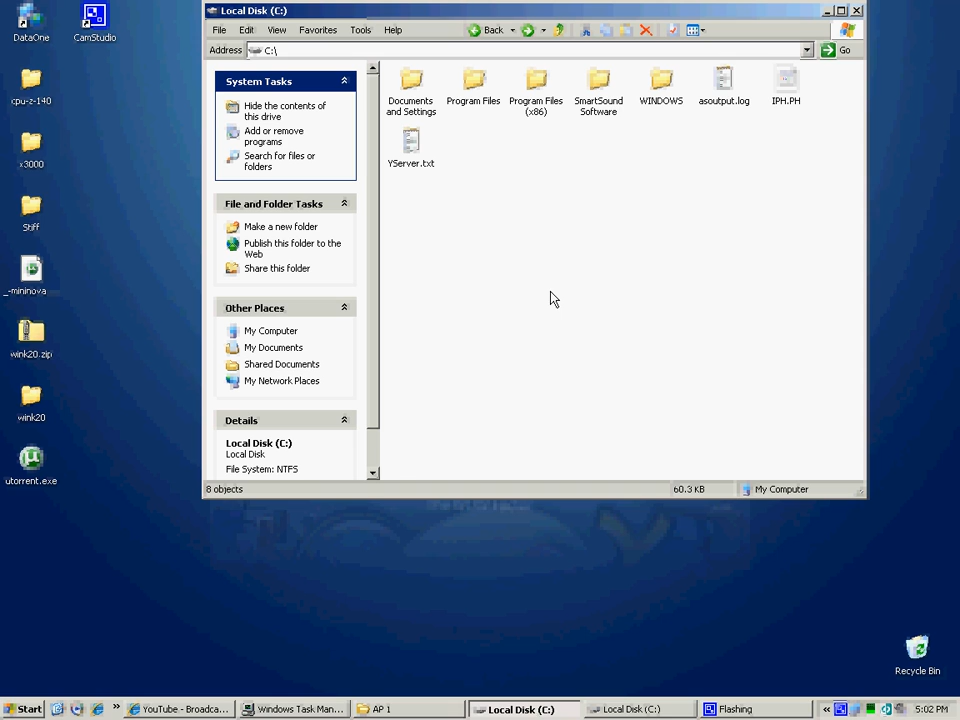 DataOne
CamStudio
cpu-z-140
x3000
Stiff
_-mininova
wink20.zip
wink20
utorrent.exe
Local Disk (C:)
File Edit View Favorites Tools Help
Back
Address C:\ Go
System Tasks
Hide the contents of
this drive
Add or remove
programs
Search for files or
folders
File and Folder Tasks
Make a new folder
Publish this folder to the
Web
Share this folder
Other Places
My Computer
My Documents
Shared Documents
My Network Places
Details
Local Disk (C:)
Local Disk
File System: NTFS
Documents
and Settings
Program Files
Program Files
(x86)
SmartSound
Software
WINDOWS
asoutput.log
IPH.PH
YServer.txt
8 objects 60.3 KB My Computer
Recycle Bin
Start » YouTube - Broadca... Windows Task Man... AP 1 Local Disk (C:) Local Disk (C:) Flashing « 5:02 PM